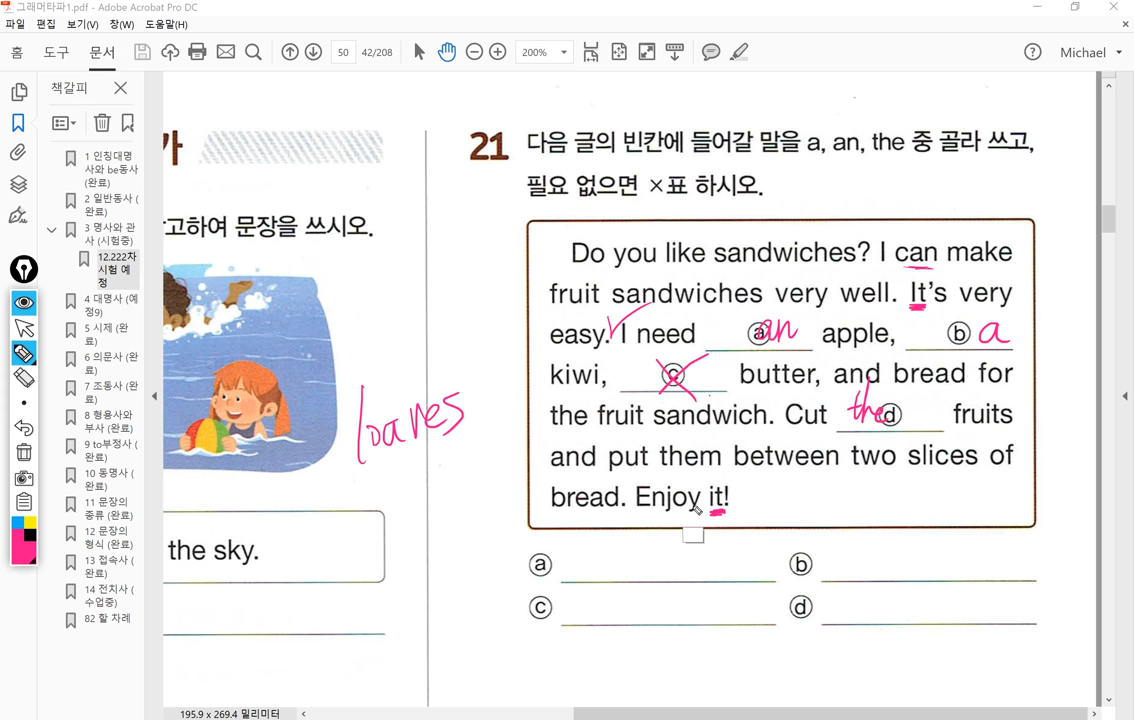 그래머타파1.pdf - Adobe Acrobat Pro DC
파일 편집 보기(V) 창(W) 도움말(H)
홈 도구 문서 50 42/208 200% Michael
책갈피
1 인칭대명
사와 be동사
(완료)
2 일반동사 (
완료)
3 명사와 관
사 (시험중)
12.222차
시험 예
정
4 대명사 (예
정9)
5 시제 (완
료)
6 의문사 (완
료)
7 조동사 (완
료)
8 형용사와
부사 (완료)
9 to부정사 (
완료)
10 동명사 (
완료)
11 문장의
종류 (완료)
12 문장의
형식 (완료)
13 접속사 (
완료)
14 전치사 (
수업중)
82 할 차례
가
고하여 문장을 쓰시오.
loaves
the sky.
21 다음 글의 빈칸에 들어갈 말을 a, an, the 중 골라 쓰고,
필요 없으면 ×표 하시오.
Do you like sandwiches? I can make
fruit sandwiches very well. It's very
easy. I need ⓐ an apple, ⓑ a
kiwi, ⓒ butter, and bread for
the fruit sandwich. Cut the ⓓ fruits
and put them between two slices of
bread. Enjoy it!
ⓐ ⓑ
ⓒ ⓓ
195.9 x 269.4 밀리미터